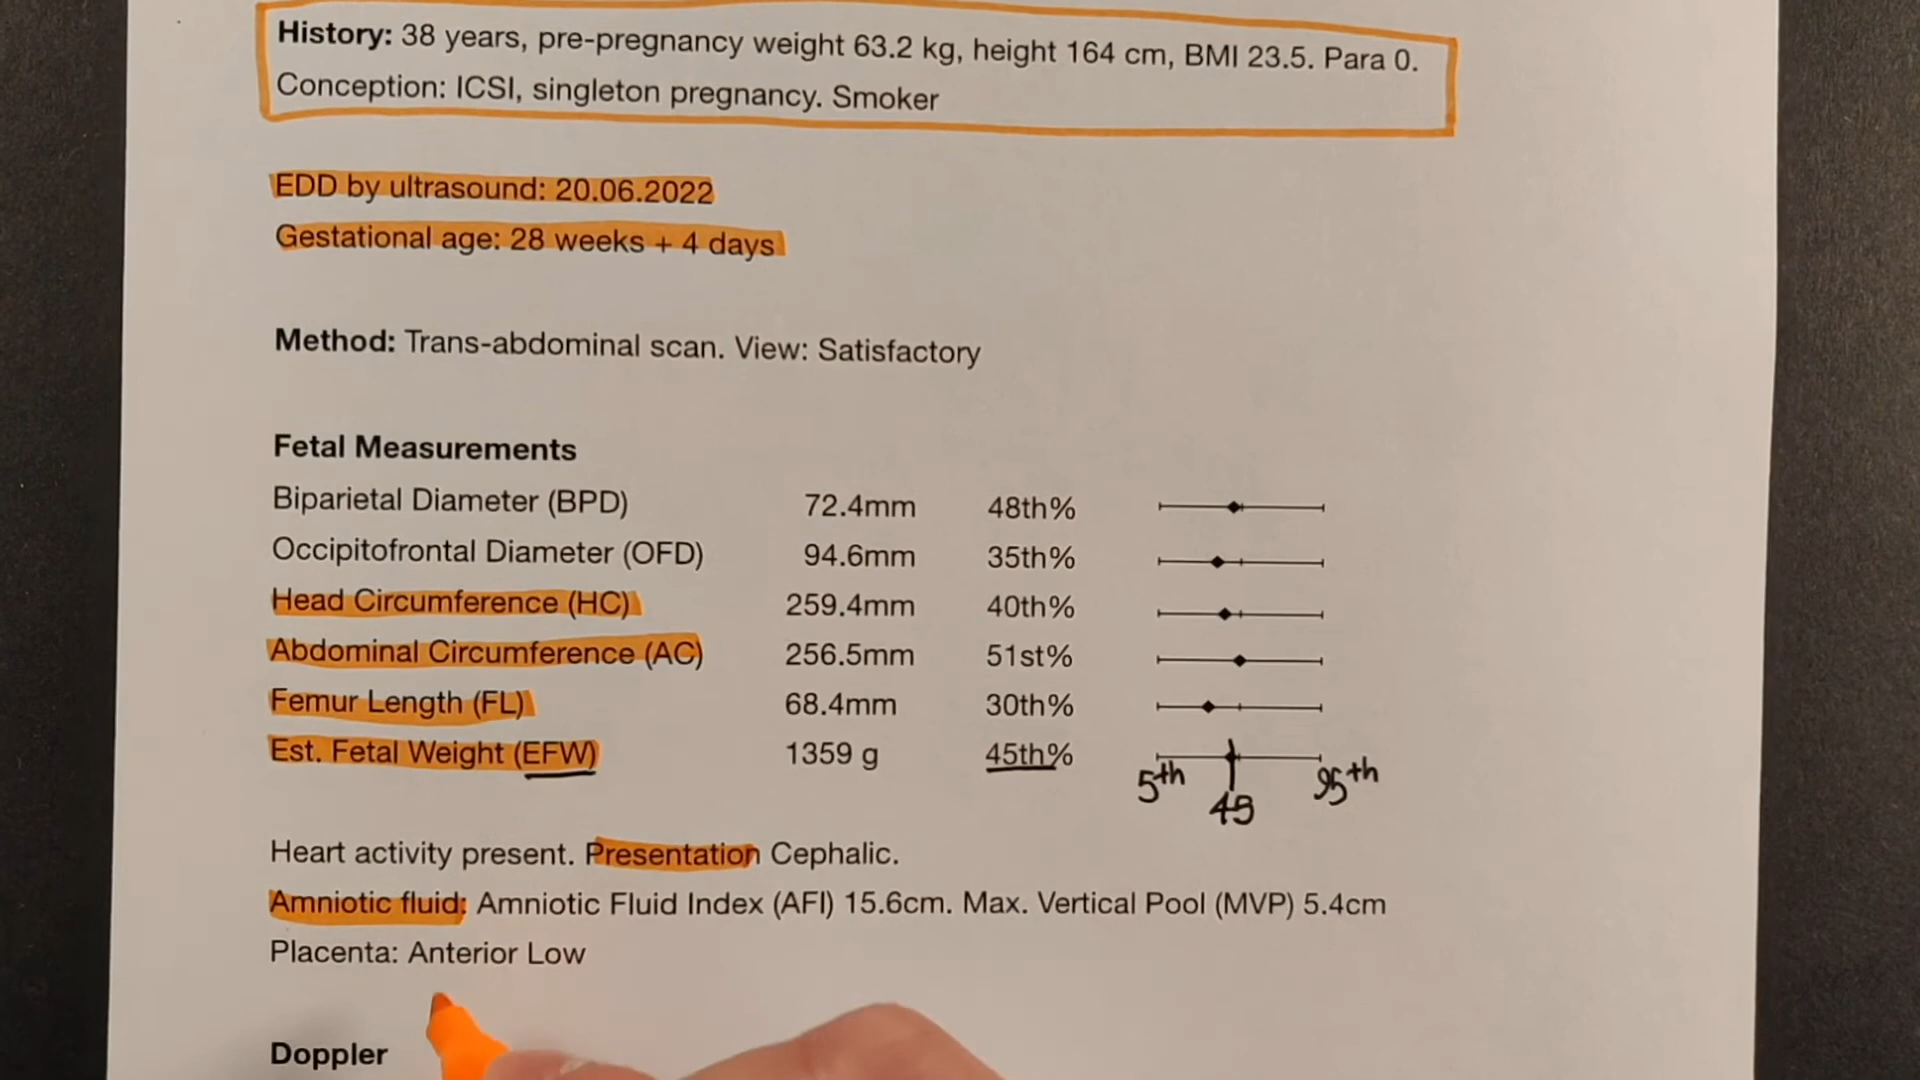 History: 38 years, pre-pregnancy weight 63.2 kg, height 164 cm, BMI 23.5. Para 0.
Conception: ICSI, singleton pregnancy. Smoker
EDD by ultrasound: 20.06.2022
Gestational age: 28 weeks + 4 days
Method: Trans-abdominal scan. View: Satisfactory
Fetal Measurements
Biparietal Diameter (BPD) 72.4mm 48th%
Occipitofrontal Diameter (OFD) 94.6mm 35th%
Head Circumference (HC) 259.4mm 40th%
Abdominal Circumference (AC) 256.5mm 51st%
Femur Length (FL) 68.4mm 30th%
Est. Fetal Weight (EFW) 1359 g 45th%
5th 45 95th
Heart activity present. Presentation Cephalic.
Amniotic fluid: Amniotic Fluid Index (AFI) 15.6cm. Max. Vertical Pool (MVP) 5.4cm
Placenta: Anterior Low
Doppler